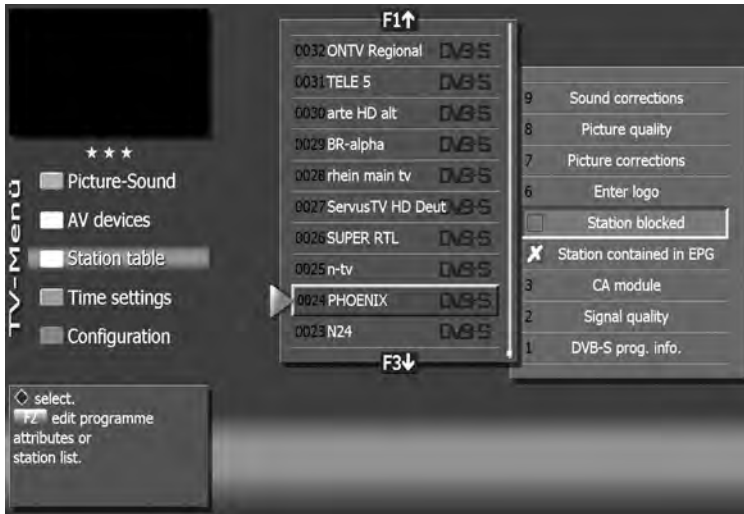 F1↑
0032 ONTV Regional DVB-S
0031 TELE 5 DVB-S
0030 arte HD alt DVB-S
0029 BR-alpha DVB-S
0028 rhein main tv DVB-S
0027 ServusTV HD Deut DVB-S
0026 SUPER RTL DVB-S
0025 n-tv DVB-S
0024 PHOENIX DVB-S
0023 N24 DVB-S
F3↓
9 Sound corrections
8 Picture quality
7 Picture corrections
6 Enter logo
Station blocked
✘ Station contained in EPG
3 CA module
2 Signal quality
1 DVB-S prog. info.
★★★
TV-Menü
Picture-Sound
AV devices
Station table
Time settings
Configuration
select.
F2 edit programme
attributes or
station list.